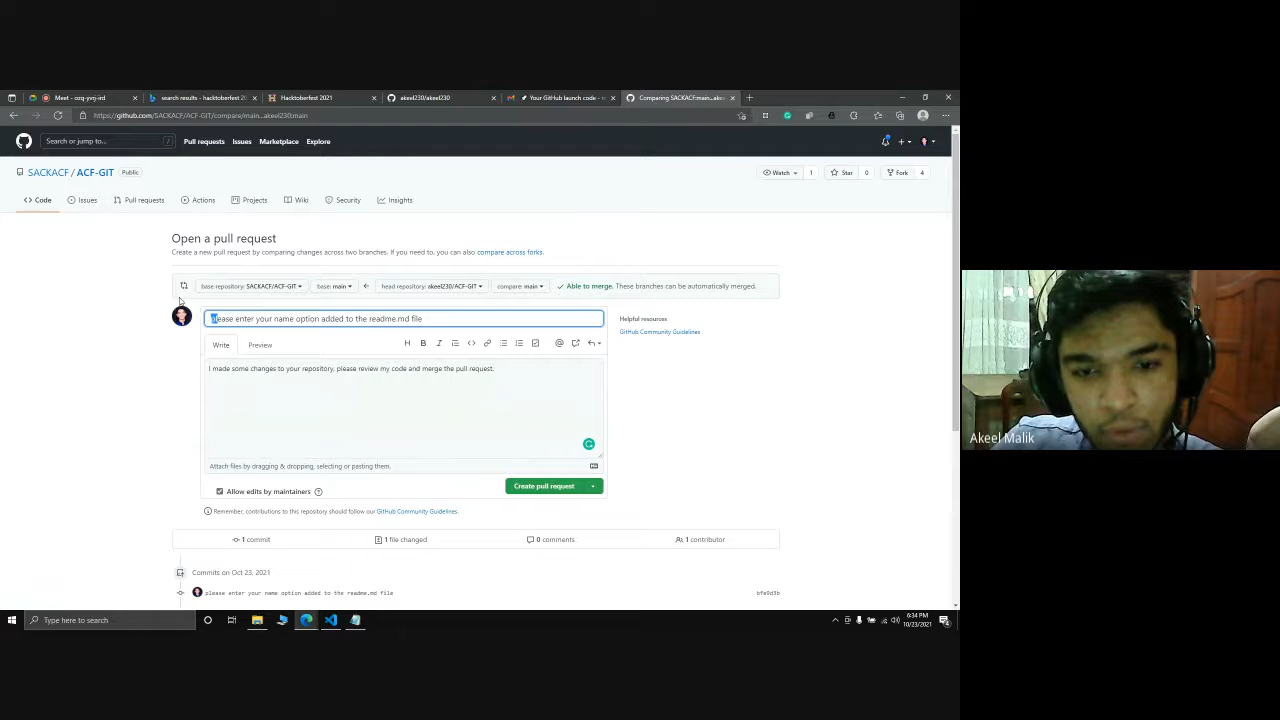 Meet - ozq-yvnj-ird
search results - hacktoberfest 20
Hacktoberfest 2021
akeel230/akeel230
Your GitHub launch code -
Comparing SACKACF:main...akee
https://github.com/SACKACF/ACF-GIT/compare/main...akeel230:main
Search or jump to...
/
Pull requests
Issues
Marketplace
Explore
SACKACF / ACF-GIT
Public
Watch
1
Star
0
Fork
4
Code
Issues
Pull requests
Actions
Projects
Wiki
Security
Insights
Open a pull request
Create a new pull request by comparing changes across two branches. If you need to, you can also compare across forks.
base repository: SACKACF/ACF-GIT
base: main
head repository: akeel230/ACF-GIT
compare: main
Able to merge. These branches can be automatically merged.
please enter your name option added to the readme.md file
Helpful resources
GitHub Community Guidelines
Write
Preview
I made some changes to your repository, please review my code and merge the pull request.
Attach files by dragging & dropping, selecting or pasting them.
Create pull request
Allow edits by maintainers
Remember, contributions to this repository should follow our GitHub Community Guidelines.
1 commit
1 file changed
0 comments
1 contributor
Commits on Oct 23, 2021
please enter your name option added to the readme.md file
bfe9d3b
Type here to search
6:34 PM
10/23/2021
Akeel Malik